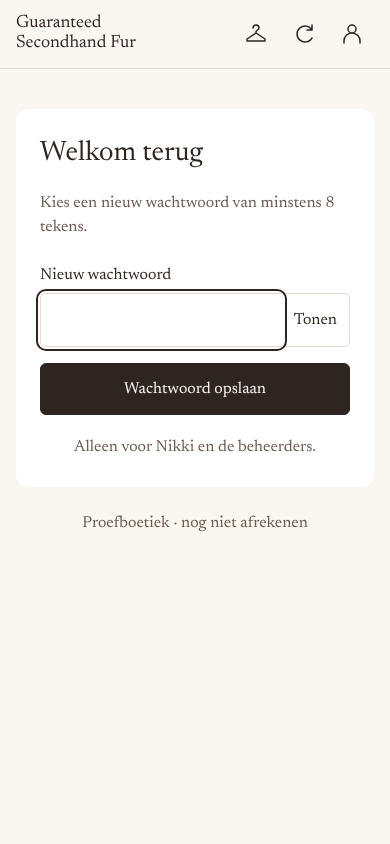 Guaranteed
Secondhand Fur
Welkom terug
Kies een nieuw wachtwoord van minstens 8
tekens.
Nieuw wachtwoord
Tonen
Wachtwoord opslaan
Alleen voor Nikki en de beheerders.
Proefboetiek · nog niet afrekenen